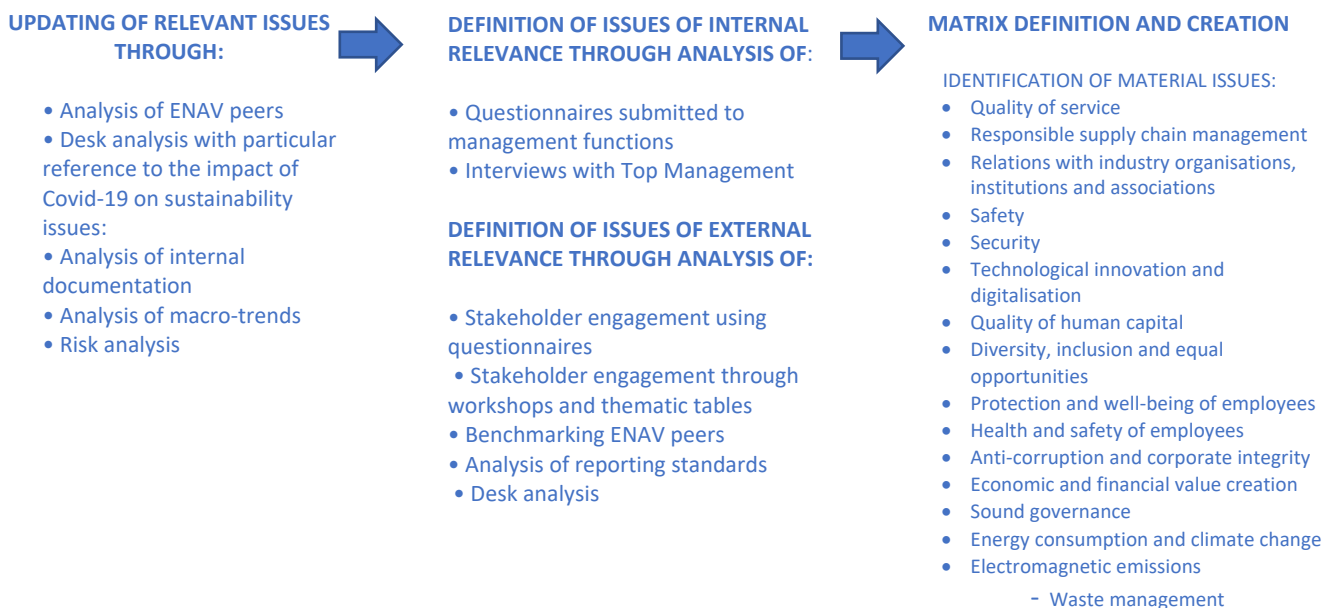 UPDATING OF RELEVANT ISSUES
THROUGH:
• Analysis of ENAV peers
• Desk analysis with particular
reference to the impact of
Covid-19 on sustainability
issues:
• Analysis of internal
documentation
• Analysis of macro-trends
• Risk analysis
DEFINITION OF ISSUES OF INTERNAL
RELEVANCE THROUGH ANALYSIS OF:
• Questionnaires submitted to
management functions
• Interviews with Top Management
DEFINITION OF ISSUES OF EXTERNAL
RELEVANCE THROUGH ANALYSIS OF:
• Stakeholder engagement using
questionnaires
• Stakeholder engagement through
workshops and thematic tables
• Benchmarking ENAV peers
• Analysis of reporting standards
• Desk analysis
MATRIX DEFINITION AND CREATION
IDENTIFICATION OF MATERIAL ISSUES:
• Quality of service
• Responsible supply chain management
• Relations with industry organisations,
institutions and associations
• Safety
• Security
• Technological innovation and
digitalisation
• Quality of human capital
• Diversity, inclusion and equal
opportunities
• Protection and well-being of employees
• Health and safety of employees
• Anti-corruption and corporate integrity
• Economic and financial value creation
• Sound governance
• Energy consumption and climate change
• Electromagnetic emissions
- Waste management